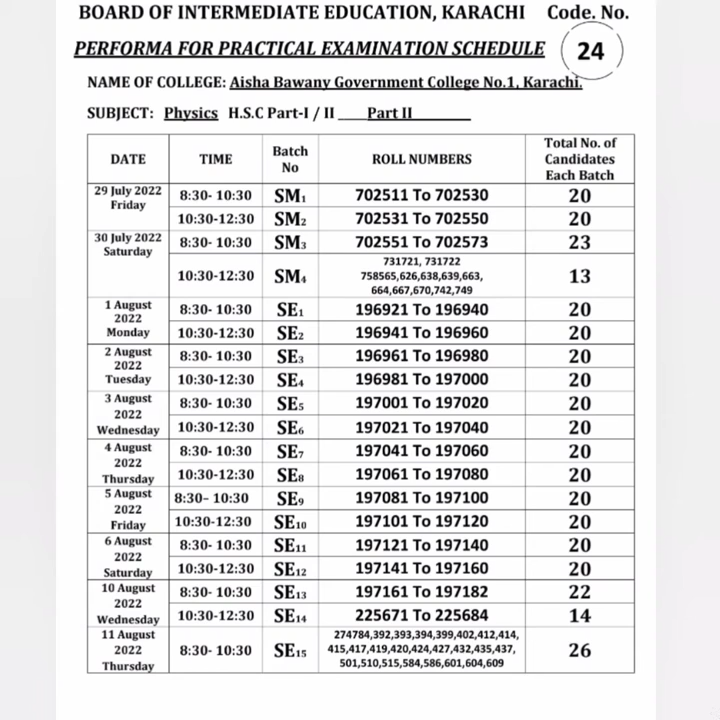 BOARD OF INTERMEDIATE EDUCATION, KARACHI Code. No.
PERFORMA FOR PRACTICAL EXAMINATION SCHEDULE 24
NAME OF COLLEGE: Aisha Bawany Government College No.1, Karachi.
SUBJECT: Physics H.S.C Part-I / II ____Part II________
DATE TIME Batch No ROLL NUMBERS Total No. of Candidates Each Batch
29 July 2022 Friday 8:30- 10:30 SM₁ 702511 To 702530 20
10:30-12:30 SM₂ 702531 To 702550 20
30 July 2022 Saturday 8:30- 10:30 SM₃ 702551 To 702573 23
10:30-12:30 SM₄ 731721, 731722 758565,626,638,639,663, 664,667,670,742,749 13
1 August 2022 Monday 8:30- 10:30 SE₁ 196921 To 196940 20
10:30-12:30 SE₂ 196941 To 196960 20
2 August 2022 Tuesday 8:30- 10:30 SE₃ 196961 To 196980 20
10:30-12:30 SE₄ 196981 To 197000 20
3 August 2022 Wednesday 8:30- 10:30 SE₅ 197001 To 197020 20
10:30-12:30 SE₆ 197021 To 197040 20
4 August 2022 Thursday 8:30- 10:30 SE₇ 197041 To 197060 20
10:30-12:30 SE₈ 197061 To 197080 20
5 August 2022 Friday 8:30– 10:30 SE₉ 197081 To 197100 20
10:30-12:30 SE₁₀ 197101 To 197120 20
6 August 2022 Saturday 8:30- 10:30 SE₁₁ 197121 To 197140 20
10:30-12:30 SE₁₂ 197141 To 197160 20
10 August 2022 Wednesday 8:30- 10:30 SE₁₃ 197161 To 197182 22
10:30-12:30 SE₁₄ 225671 To 225684 14
11 August 2022 Thursday 8:30- 10:30 SE₁₅ 274784,392,393,394,399,402,412,414, 415,417,419,420,424,427,432,435,437, 501,510,515,584,586,601,604,609 26